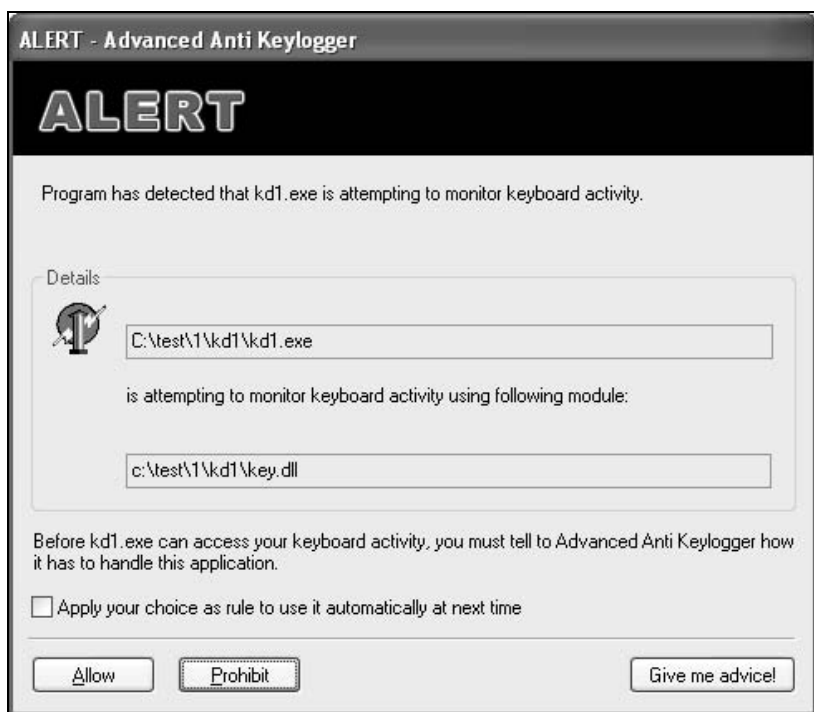 ALERT - Advanced Anti Keylogger
ALERT
Program has detected that kd1.exe is attempting to monitor keyboard activity.
Details
C:\test\1\kd1\kd1.exe
is attempting to monitor keyboard activity using following module:
c:\test\1\kd1\key.dll
Before kd1.exe can access your keyboard activity, you must tell to Advanced Anti Keylogger how
it has to handle this application.
Apply your choice as rule to use it automatically at next time
Allow
Prohibit
Give me advice!